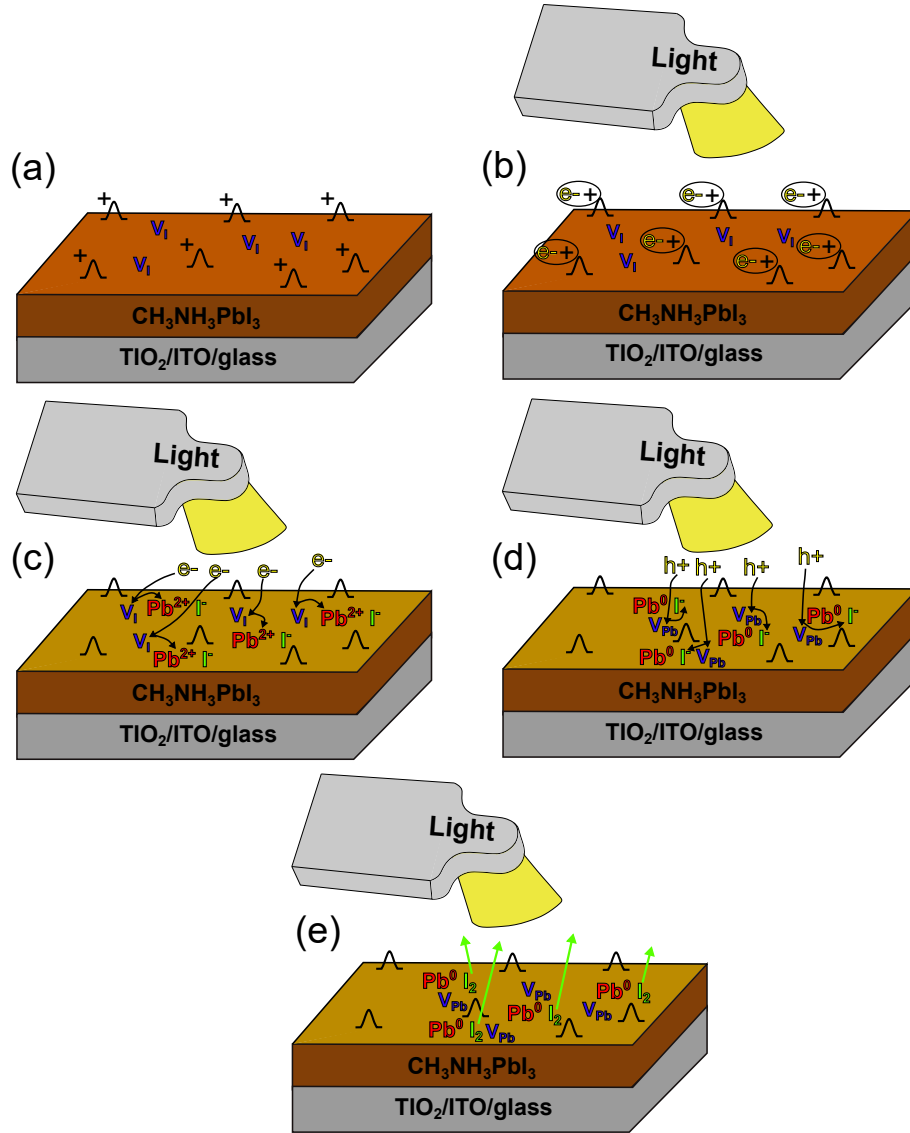 Light
(a)
(b)
+ + +
V_I
V_I V_I
+ +
V_I
+
CH₃NH₃PbI₃
TIO₂/ITO/glass
e-+ e-+ e-+
V_I V_I V_I
e-+ e-+ e-+
V_I e-+
CH₃NH₃PbI₃
TIO₂/ITO/glass
Light
Light
(c)
e- e- e- e-
V_I Pb²⁺ I⁻ V_I V_I Pb²⁺ I⁻
V_I Pb²⁺ I⁻
Pb²⁺ I⁻
CH₃NH₃PbI₃
TIO₂/ITO/glass
(d)
h+ h+ h+ h+
Pb⁰ I⁻ Pb⁰ I⁻
V_Pb V_Pb V_Pb
Pb⁰ I⁻
Pb⁰ I⁻ V_Pb
CH₃NH₃PbI₃
TIO₂/ITO/glass
Light
(e)
Pb⁰ I₂ Pb⁰ I₂
V_Pb V_Pb V_Pb
Pb⁰ I₂
Pb⁰ I₂ V_Pb
CH₃NH₃PbI₃
TIO₂/ITO/glass